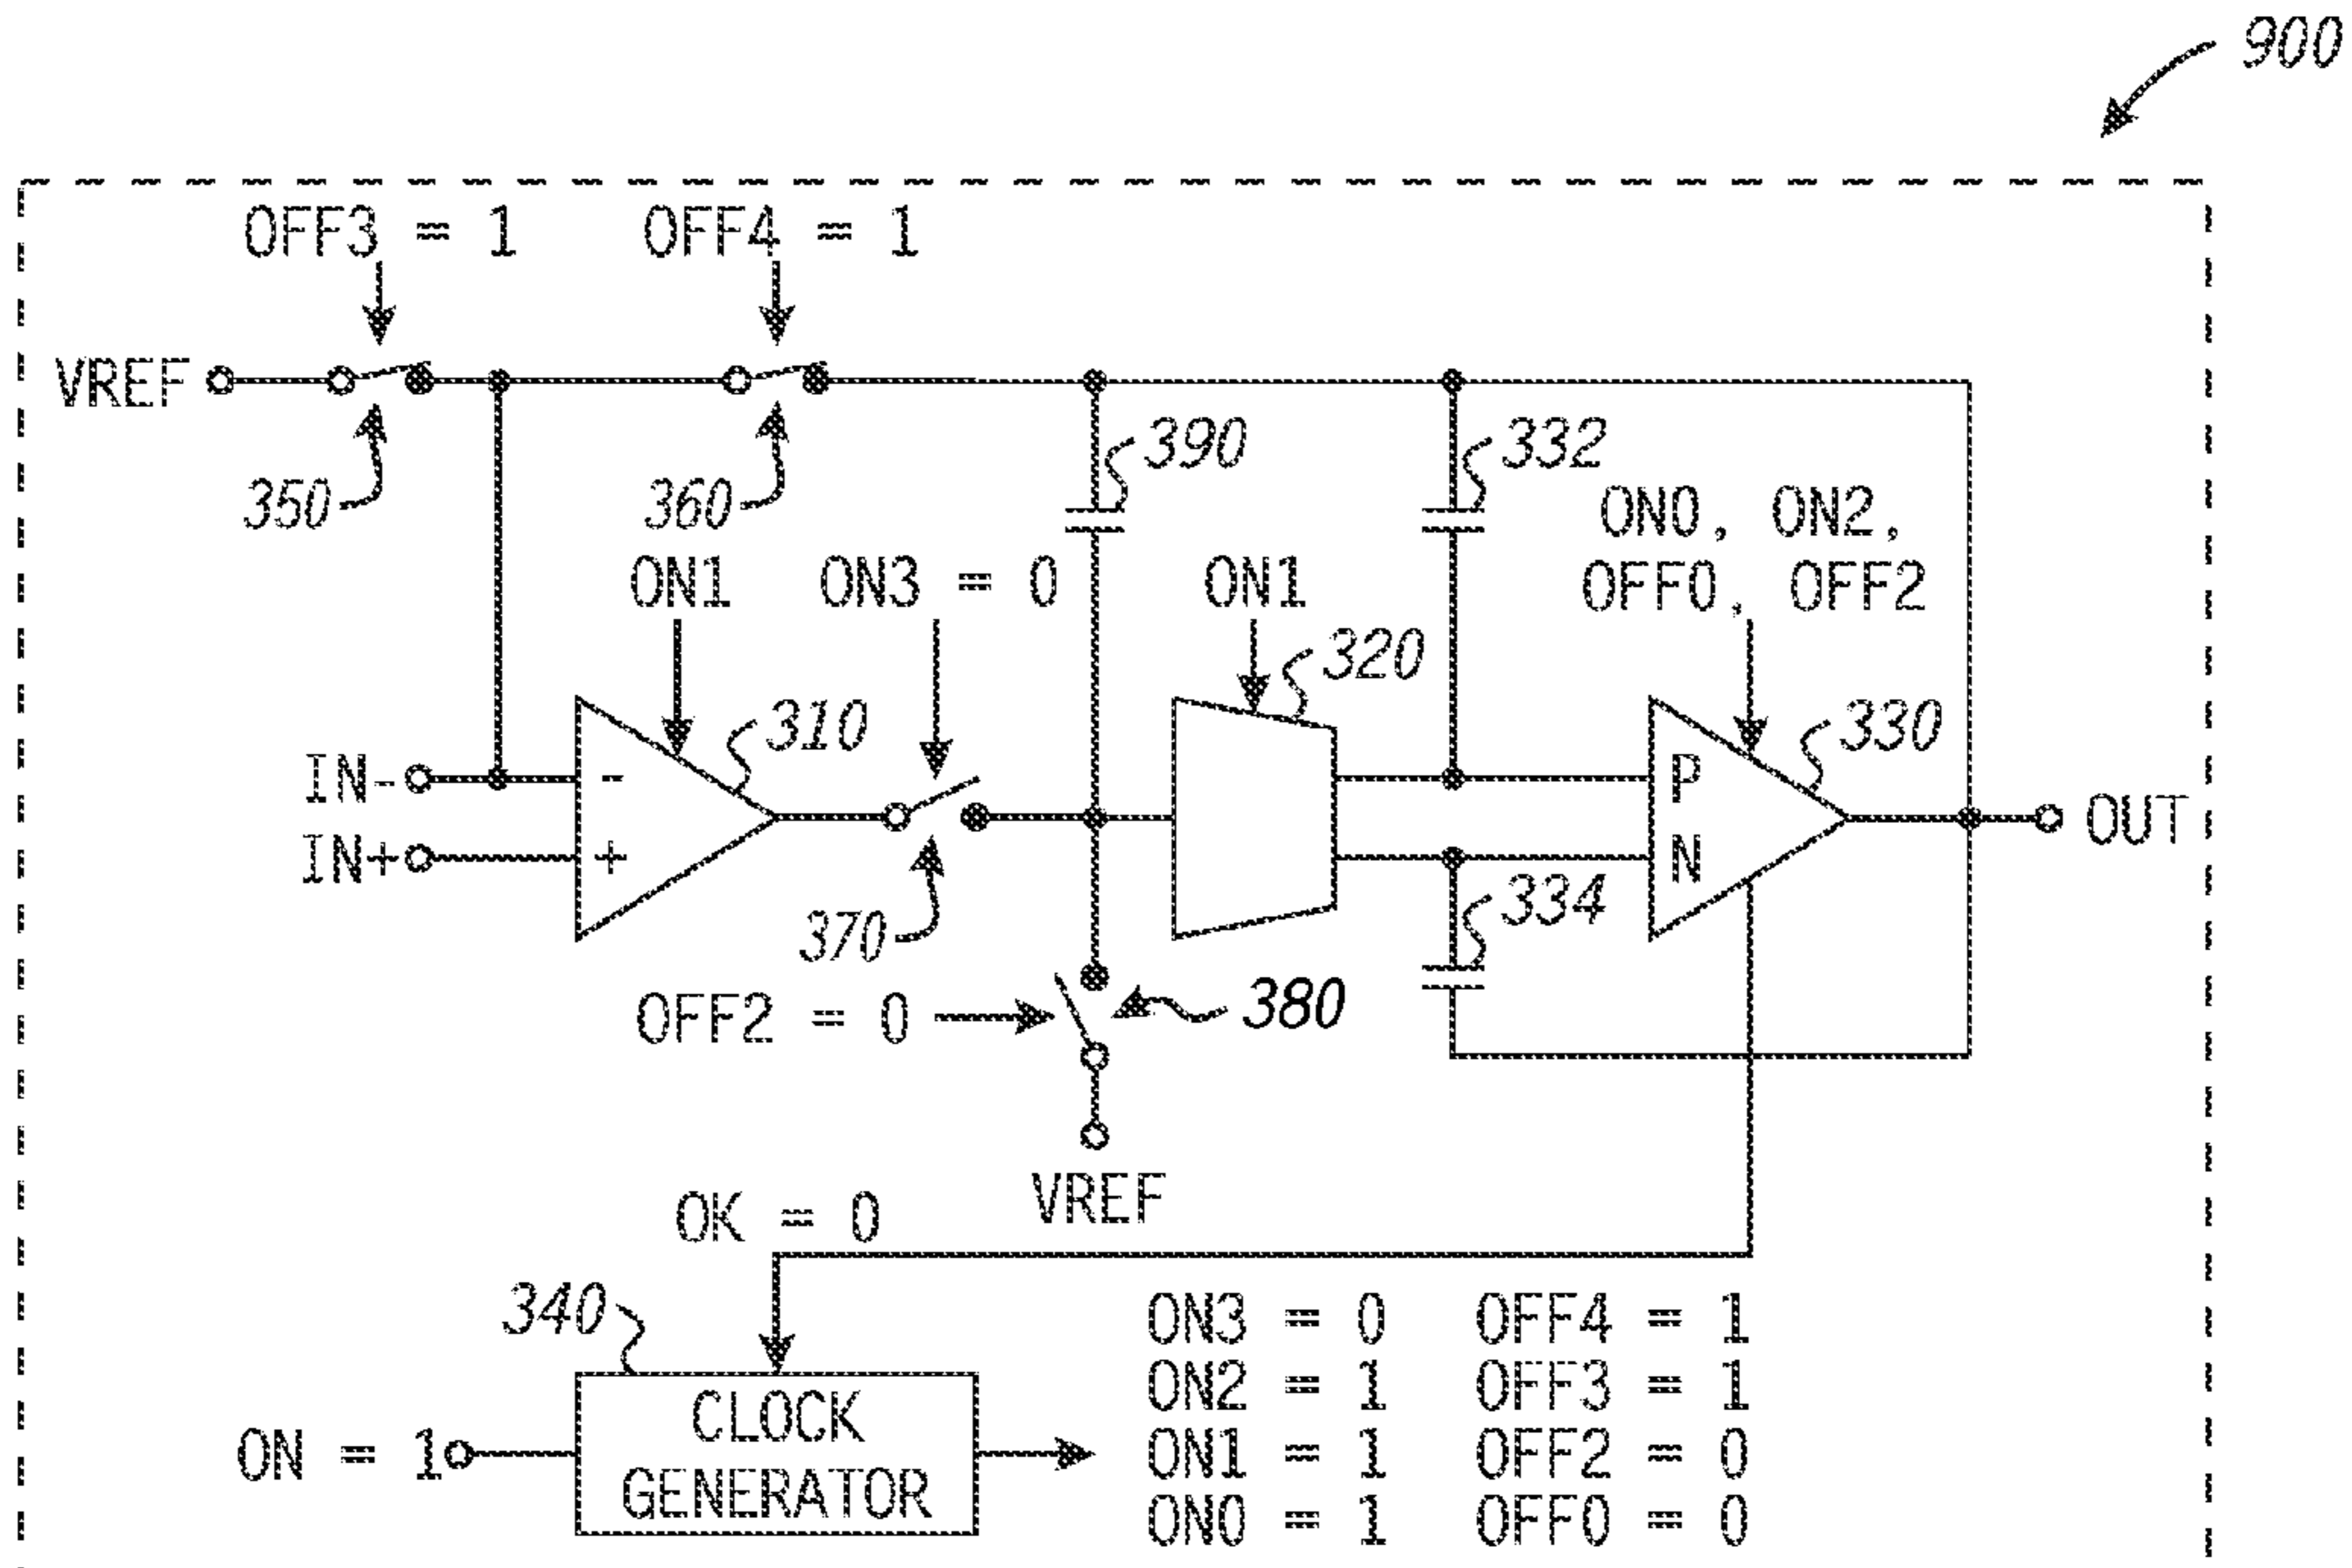 900
OFF3 = 1 OFF4 = 1
VREF
350 360 390 332
ON0, ON2,
OFF0, OFF2
ON1 ON3 = 0 ON1
320
310 330
IN- - P
OUT
IN+ + N
370 334
OFF2 = 0 380
VREF
OK = 0
340
ON3 = 0 OFF4 = 1
ON2 = 1 OFF3 = 1
ON1 = 1 OFF2 = 0
ON0 = 1 OFF0 = 0
ON = 1
CLOCK
GENERATOR